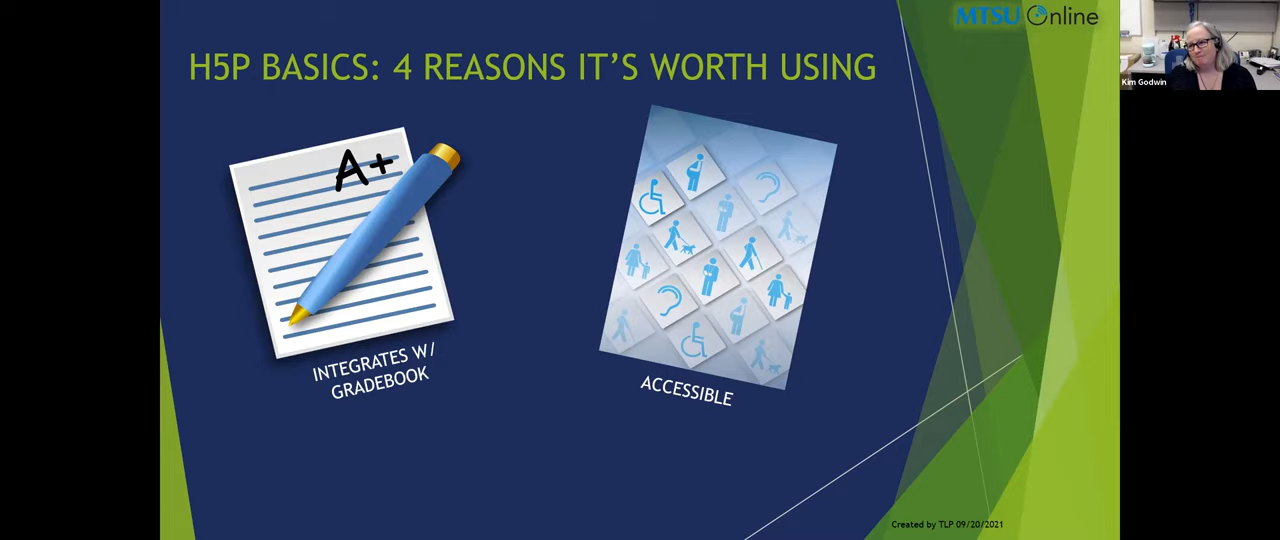 MTSU Online
H5P BASICS: 4 REASONS IT'S WORTH USING
Kim Godwin
A+
INTEGRATES W/
GRADEBOOK
ACCESSIBLE
Created by TLP 09/20/2021